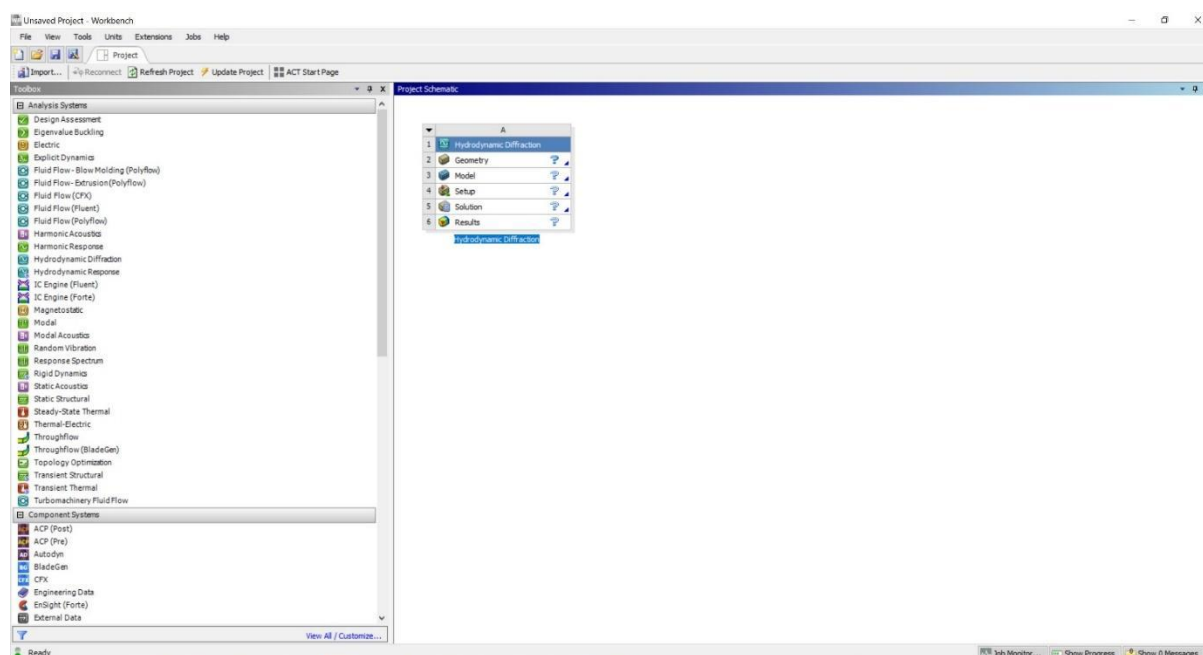 Unsaved Project - Workbench
File View Tools Units Extensions Jobs Help
Project
Import... Reconnect Refresh Project Update Project ACT Start Page
Toolbox
Project Schematic
Analysis Systems
Design Assessment
Eigenvalue Buckling
Electric
Explicit Dynamics
Fluid Flow - Blow Molding (Polyflow)
Fluid Flow- Extrusion(Polyflow)
Fluid Flow (CFX)
Fluid Flow (Fluent)
Fluid Flow (Polyflow)
Harmonic Acoustics
Harmonic Response
Hydrodynamic Diffraction
Hydrodynamic Response
IC Engine (Fluent)
IC Engine (Forte)
Magnetostatic
Modal
Modal Acoustics
Random Vibration
Response Spectrum
Rigid Dynamics
Static Acoustics
Static Structural
Steady-State Thermal
Thermal-Electric
Throughflow
Throughflow (BladeGen)
Topology Optimization
Transient Structural
Transient Thermal
Turbomachinery Fluid Flow
Component Systems
ACP (Post)
ACP (Pre)
Autodyn
BladeGen
CFX
Engineering Data
EnSight (Forte)
External Data
View All / Customize...
A
1 Hydrodynamic Diffraction
2 Geometry ?
3 Model ?
4 Setup ?
5 Solution ?
6 Results ?
Hydrodynamic Diffraction
Ready
Job Monitor... Show Progress Show 0 Messages